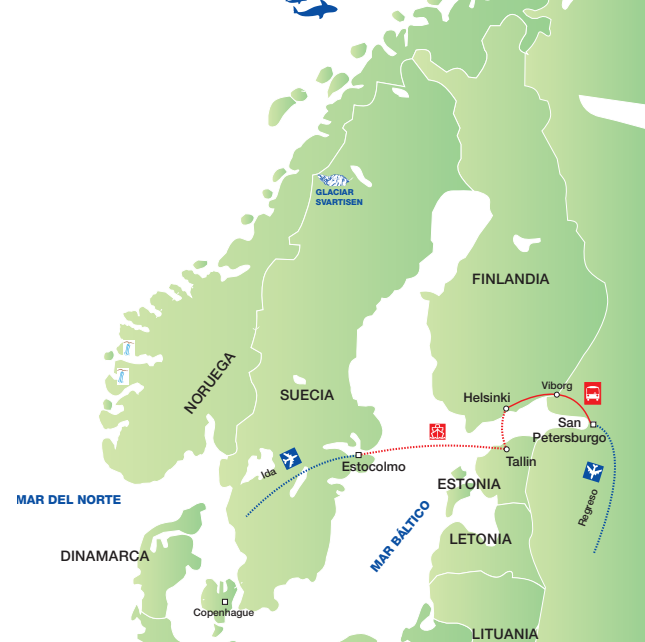 GLACIAR
SVARTISEN
FINLANDIA
NORUEGA
SUECIA
Helsinki
Viborg
San
Petersburgo
Ida
Estocolmo
Tallin
ESTONIA
Regreso
MAR DEL NORTE
MAR BÁLTICO
LETONIA
DINAMARCA
Copenhague
LITUANIA